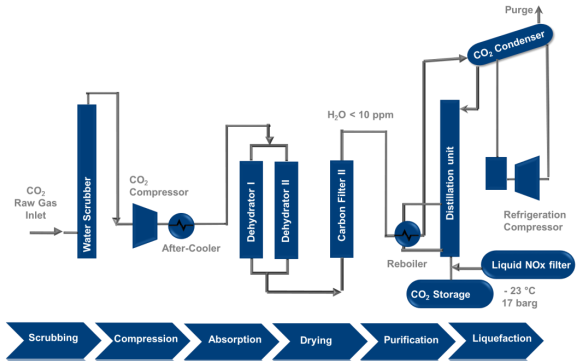 Purge
CO₂ Condenser
H₂O < 10 ppm
CO₂
Raw Gas
Inlet
Water Scrubber
CO₂
Compressor
After-Cooler
Dehydrator I
Dehydrator II
Carbon Filter II
Reboiler
Distillation unit
Refrigeration
Compressor
Liquid NOx filter
CO₂ Storage
- 23 °C
17 barg
Scrubbing
Compression
Absorption
Drying
Purification
Liquefaction